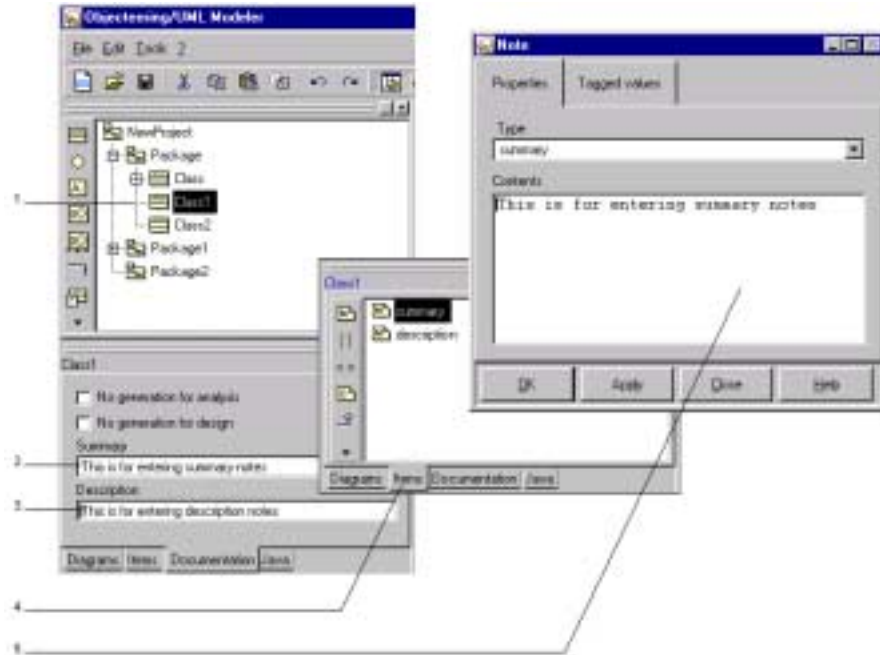 Objecteering/UML Modeler
File Edit Tools ?
NewProject
Package
Class
Class1
Class2
Package1
Package2
1
Class1
No generation for analysis
No generation for design
Summary
2
This is for entering summary notes
Description
3
This is for entering description notes
Diagrams Items Documentation Java
Class1
summary
description
Diagrams Items Documentation Java
Note
Properties Tagged values
Type
summary
Contents
This is for entering summary notes
OK Apply Close Help
4